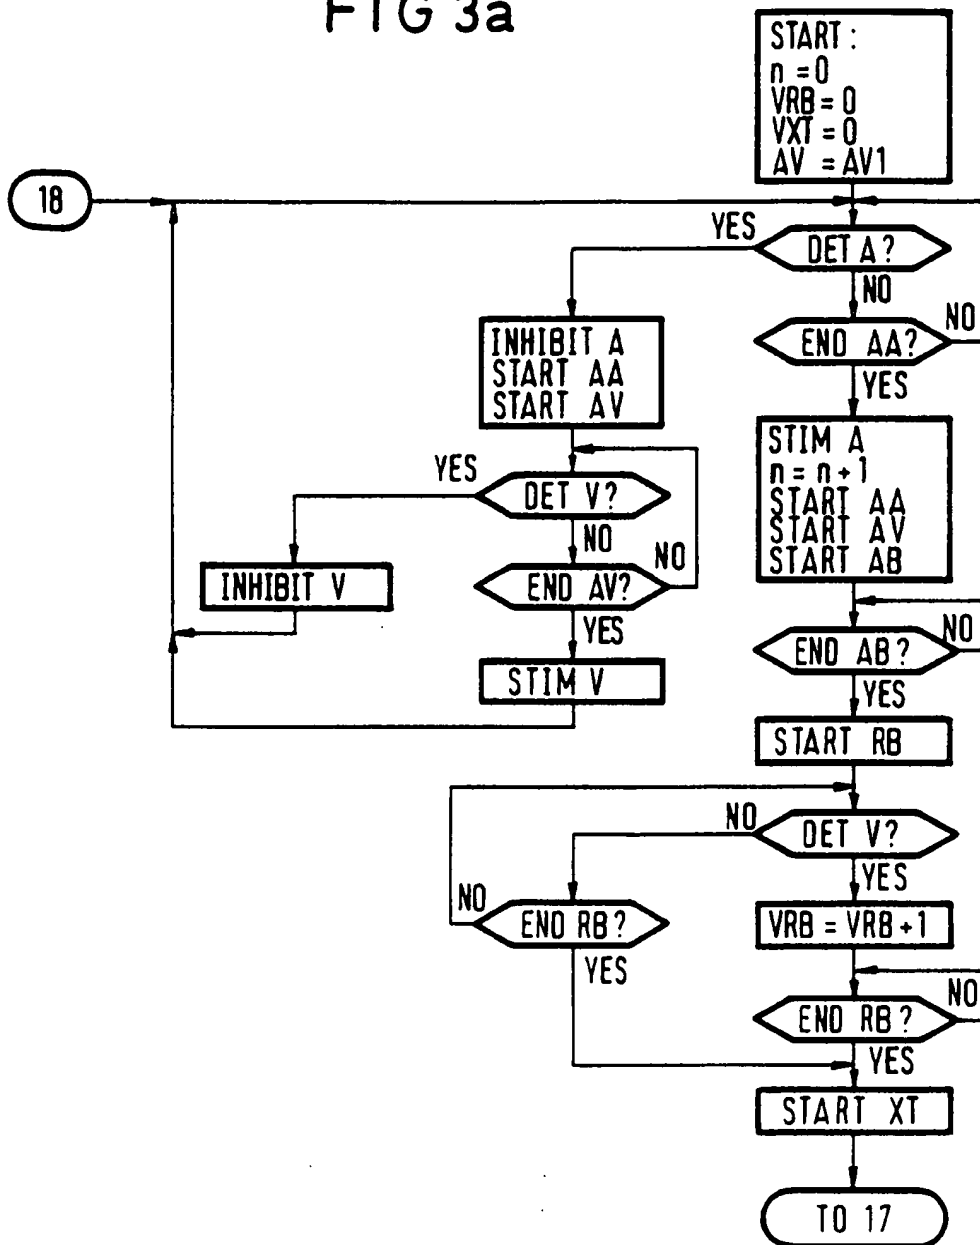 FIG 3a
START:
n = 0
VRB = 0
VXT = 0
AV = AV1
18
YES
DET A?
NO
NO
END AA?
YES
INHIBIT A
START AA
START AV
STIM A
n = n+1
START AA
START AV
START AB
YES
DET V?
NO
NO
END AV?
YES
INHIBIT V
STIM V
NO
END AB?
YES
START RB
NO
DET V?
YES
NO
END RB?
YES
VRB = VRB+1
NO
END RB?
YES
START XT
TO 17